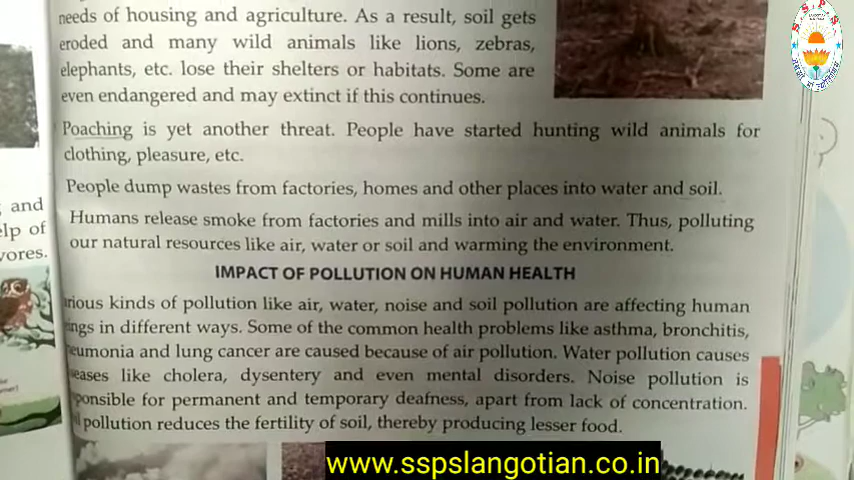 needs of housing and agriculture. As a result, soil gets
eroded and many wild animals like lions, zebras,
elephants, etc. lose their shelters or habitats. Some are
even endangered and may extinct if this continues.
Poaching is yet another threat. People have started hunting wild animals for
clothing, pleasure, etc.
People dump wastes from factories, homes and other places into water and soil.
Humans release smoke from factories and mills into air and water. Thus, polluting
our natural resources like air, water or soil and warming the environment.
IMPACT OF POLLUTION ON HUMAN HEALTH
rious kinds of pollution like air, water, noise and soil pollution are affecting human
ings in different ways. Some of the common health problems like asthma, bronchitis,
eumonia and lung cancer are caused because of air pollution. Water pollution causes
eases like cholera, dysentery and even mental disorders. Noise pollution is
ponsible for permanent and temporary deafness, apart from lack of concentration.
pollution reduces the fertility of soil, thereby producing lesser food.
and
elp of
vores.
S S P S
www.sspslangotian.co.in